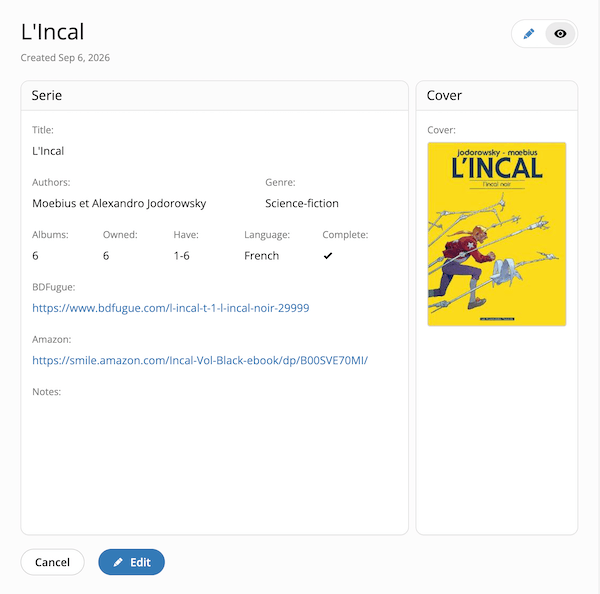 L'Incal
Created Sep 6, 2026
Serie
Title:
L'Incal
Authors:
Genre:
Moebius et Alexandro Jodorowsky
Science-fiction
Albums:
Owned:
Have:
Language:
Complete:
6
6
1-6
French
BDFugue:
https://www.bdfugue.com/l-incal-t-1-l-incal-noir-29999
Amazon:
https://smile.amazon.com/Incal-Vol-Black-ebook/dp/B00SVE70MI/
Notes:
Cover
Cover:
jodorowsky - mœbius
L'INCAL
l'incal noir
Cancel
Edit